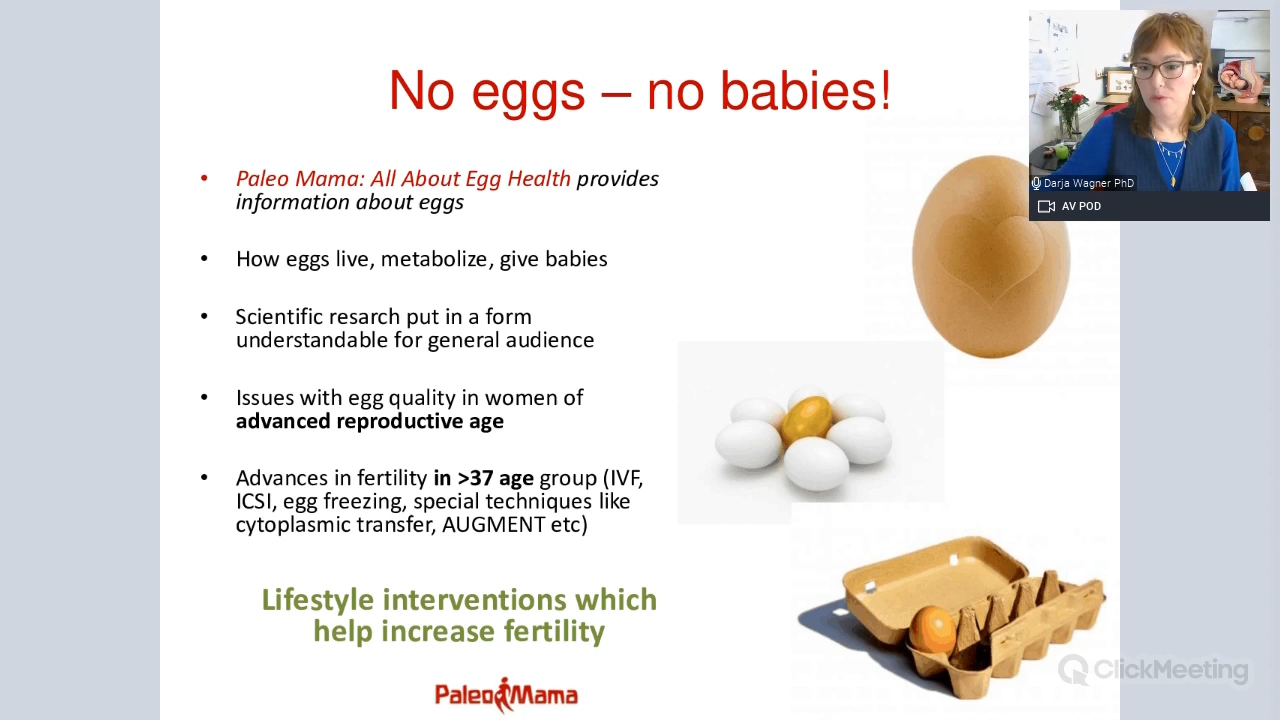 No eggs – no babies!
• Paleo Mama: All About Egg Health provides
information about eggs
• How eggs live, metabolize, give babies
• Scientific resarch put in a form
understandable for general audience
• Issues with egg quality in women of
advanced reproductive age
• Advances in fertility in >37 age group (IVF,
ICSI, egg freezing, special techniques like
cytoplasmic transfer, AUGMENT etc)
Lifestyle interventions which
help increase fertility
PaleoMama
Darja Wagner PhD
AV POD
ClickMeeting